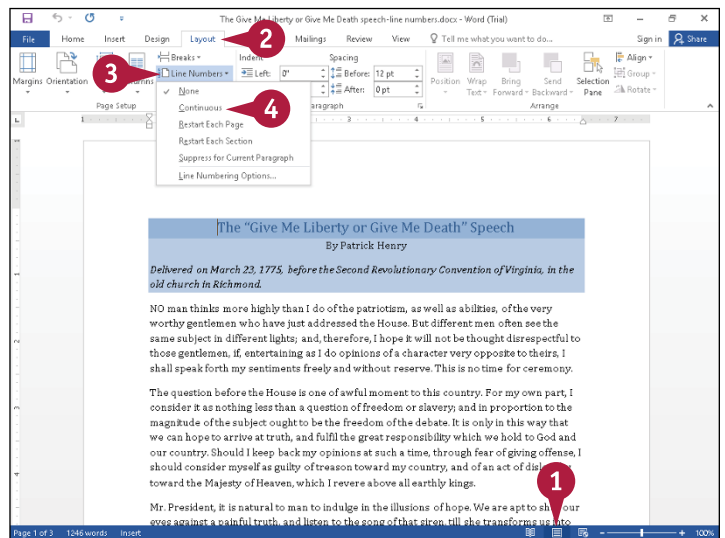 The Give Me Liberty or Give Me Death speech-line numbers.docx - Word (Trial)
File Home Insert Design Layout Mailings Review View Tell me what you want to do... Sign in Share
Breaks Indent Spacing Align
Line Numbers Left: 0" Before: 12 pt Group
Margins Orientation After: 0 pt Position Wrap Text Bring Forward Send Backward Selection Pane Rotate
Page Setup Arrange
None
Continuous
Restart Each Page
Restart Each Section
Suppress for Current Paragraph
Line Numbering Options...
2
3
4
1 3 4 5 6 7
The “Give Me Liberty or Give Me Death” Speech
By Patrick Henry
Delivered on March 23, 1775, before the Second Revolutionary Convention of Virginia, in the
old church in Richmond.
NO man thinks more highly than I do of the patriotism, as well as abilities, of the very
worthy gentlemen who have just addressed the House. But different men often see the
same subject in different lights; and, therefore, I hope it will not be thought disrespectful to
those gentlemen, if, entertaining as I do opinions of a character very opposite to theirs, I
shall speak forth my sentiments freely and without reserve. This is no time for ceremony.
The question before the House is one of awful moment to this country. For my own part, I
consider it as nothing less than a question of freedom or slavery; and in proportion to the
magnitude of the subject ought to be the freedom of the debate. It is only in this way that
we can hope to arrive at truth, and fulfil the great responsibility which we hold to God and
our country. Should I keep back my opinions at such a time, through fear of giving offense, I
should consider myself as guilty of treason toward my country, and of an act of
toward the Majesty of Heaven, which I revere above all earthly kings.
Mr. President, it is natural to man to indulge in the illusions of hope. We are apt to our
eyes against a painful truth, and listen to the song of that siren, till she transforms us into
1
Page 1 of 3 1246 words Insert 100%